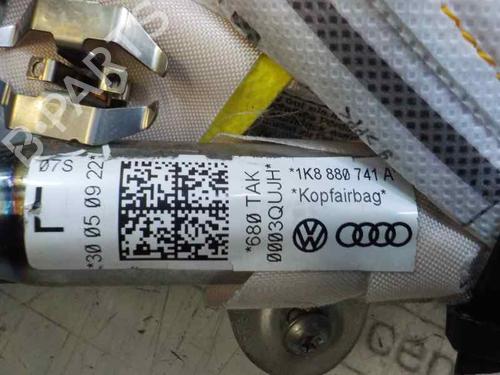 B-PARTS
07S
L
*30 05 09 22*
*680 TAK
0003QUJH*
*1K8 880 741 A
*Kopfairbag*